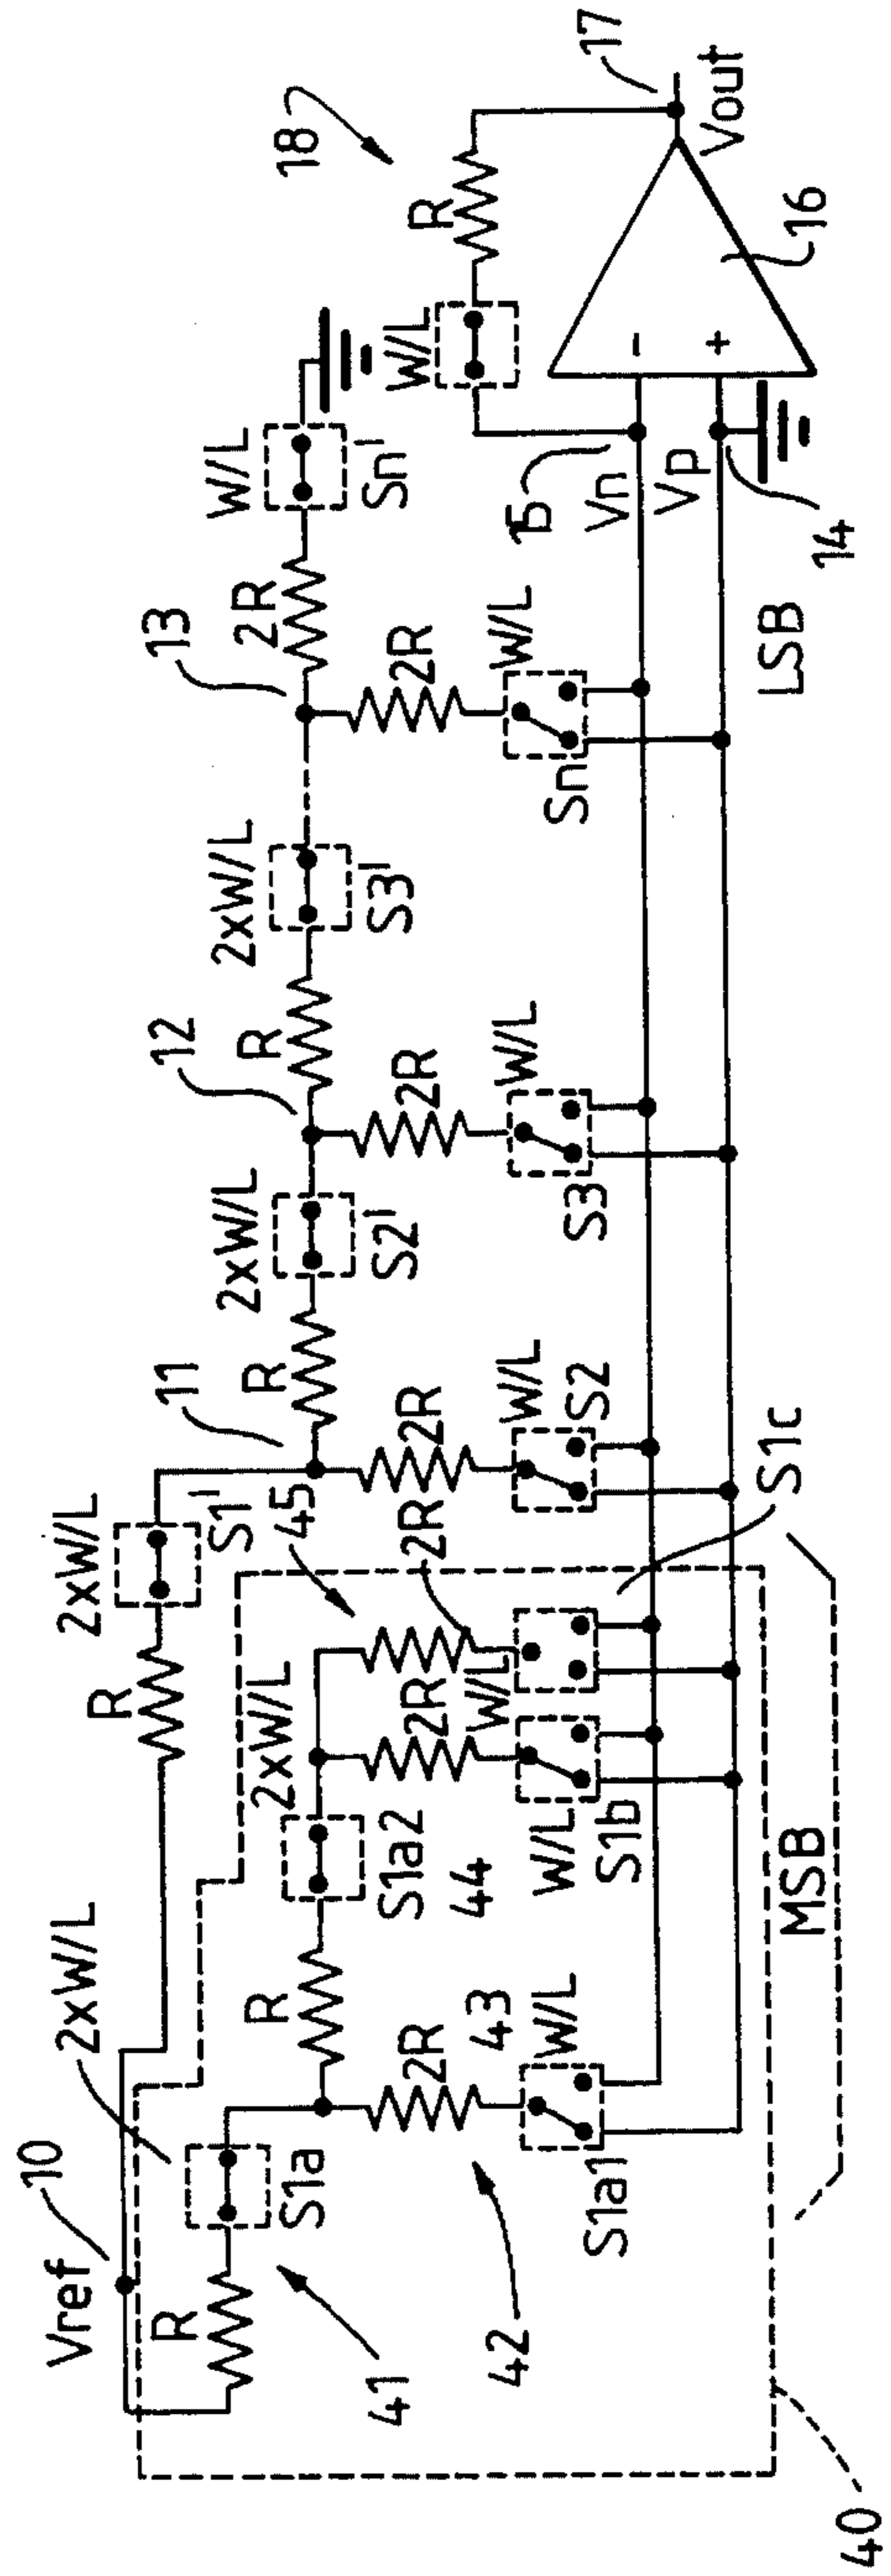 Vref
10
2xW/L
R
S1a
41
42
2R
43
W/L
S1a1
R
S1a2
44
2xW/L
2R
W/L
S1b
45
2R
W/L
S1c
MSB
40
R
2xW/L
S1'
11
2R
W/L
S2
R
2xW/L
S2'
12
2R
W/L
S3
R
2xW/L
S3'
13
2R
W/L
Sn
2R
W/L
Sn'
LSB
14
15
Vn
Vp
-
+
16
W/L
R
18
17
Vout